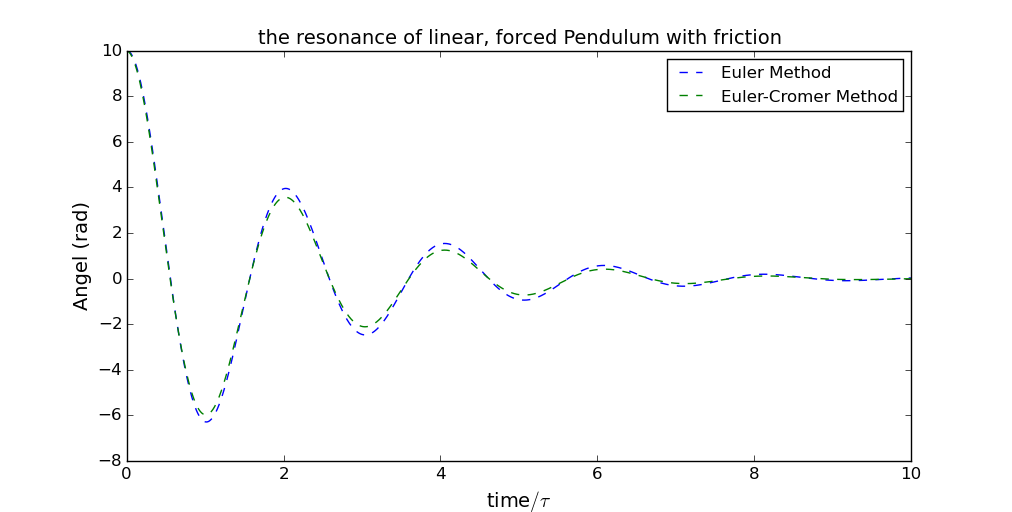 the resonance of linear, forced Pendulum with friction
Euler Method
Euler-Cromer Method
Angel (rad)
10
8
6
4
2
0
−2
−4
−6
−8
0 2 4 6 8 10
time/τ